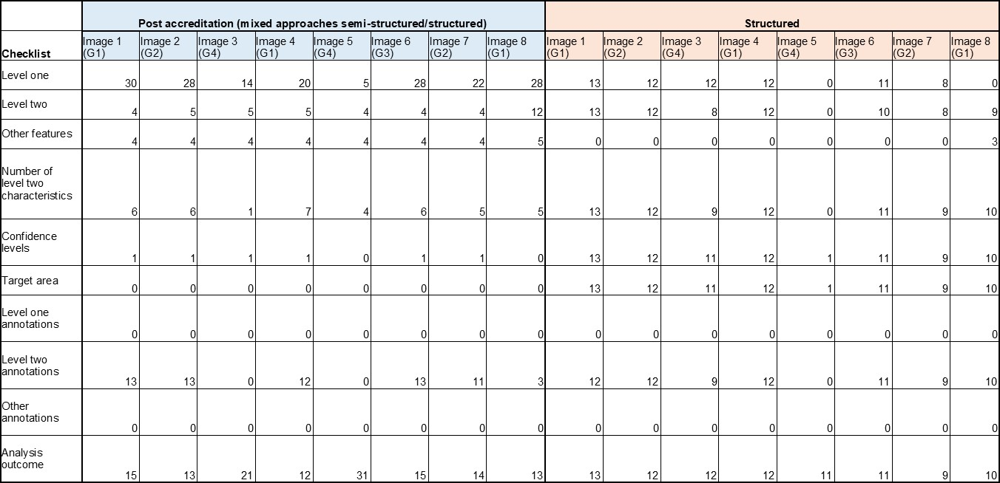 Post accreditation (mixed approaches semi-structured/structured) Structured
Checklist Image 1 (G1) Image 2 (G2) Image 3 (G4) Image 4 (G1) Image 5 (G4) Image 6 (G3) Image 7 (G2) Image 8 (G1) Image 1 (G1) Image 2 (G2) Image 3 (G4) Image 4 (G1) Image 5 (G4) Image 6 (G3) Image 7 (G2) Image 8 (G1)
Level one 30 28 14 20 5 28 22 28 13 12 12 12 0 11 8 0
Level two 4 5 5 5 4 4 4 12 13 12 8 12 0 10 8 9
Other features 4 4 4 4 4 4 4 5 0 0 0 0 0 0 0 3
Number of level two characteristics 6 6 1 7 4 6 5 5 13 12 9 12 0 11 9 10
Confidence levels 1 1 1 1 0 1 1 0 13 12 11 12 1 11 9 10
Target area 0 0 0 0 0 0 0 0 13 12 11 12 1 11 9 10
Level one annotations 0 0 0 0 0 0 0 0 0 0 0 0 0 0 0 0
Level two annotations 13 13 0 12 0 13 11 3 12 12 9 12 0 11 9 10
Other annotations 0 0 0 0 0 0 0 0 0 0 0 0 0 0 0 0
Analysis outcome 15 13 21 12 31 15 14 13 13 12 12 12 11 11 9 10